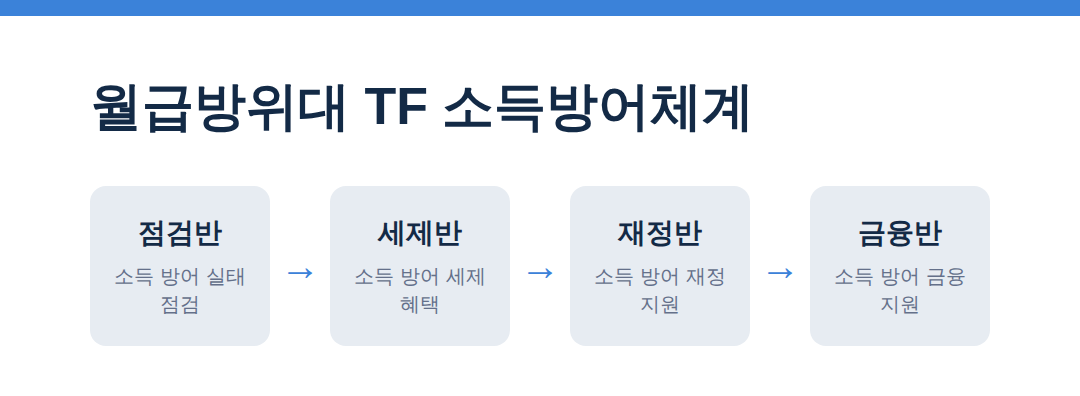 월급방위대 TF 소득방어체계
점검반
소득 방어 실태
점검
→
세제반
소득 방어 세제
혜택
→
재정반
소득 방어 재정
지원
→
금융반
소득 방어 금융
지원